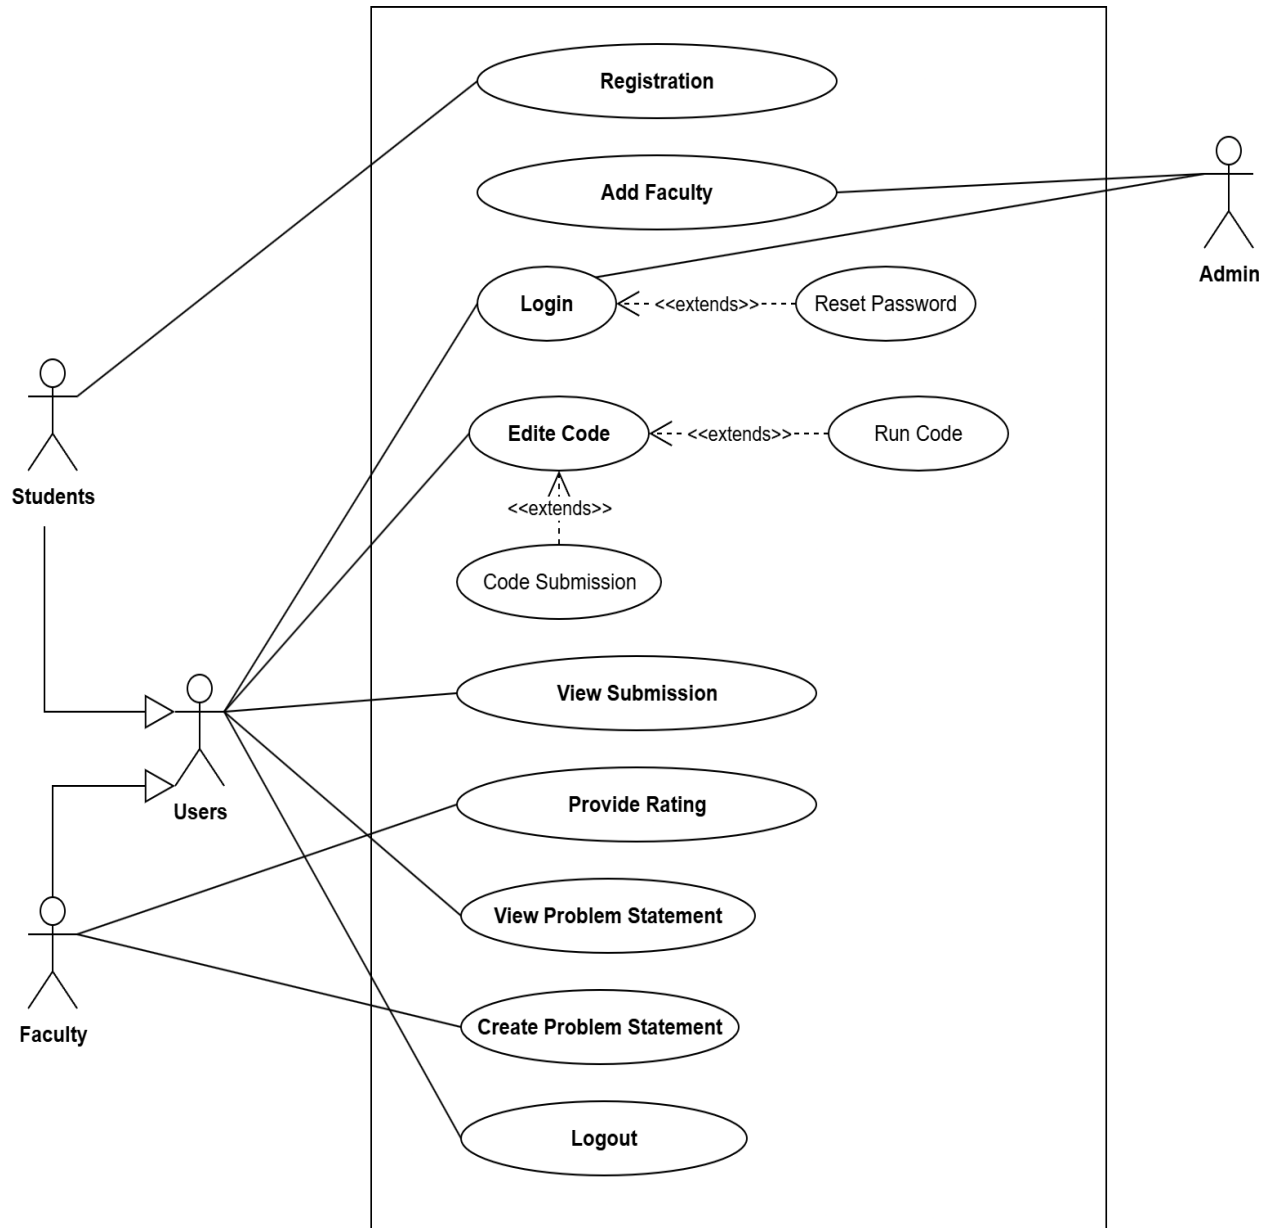 Registration
Add Faculty
Admin
Login
<<extends>>
Reset Password
Edite Code
<<extends>>
Run Code
Students
<<extends>>
Code Submission
View Submission
Users
Provide Rating
View Problem Statement
Faculty
Create Problem Statement
Logout